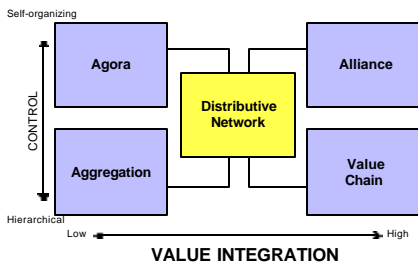 Self-organizing
Agora
Alliance
Distributive
Network
CONTROL
Aggregation
Value
Chain
Hierarchical
Low
High
VALUE INTEGRATION